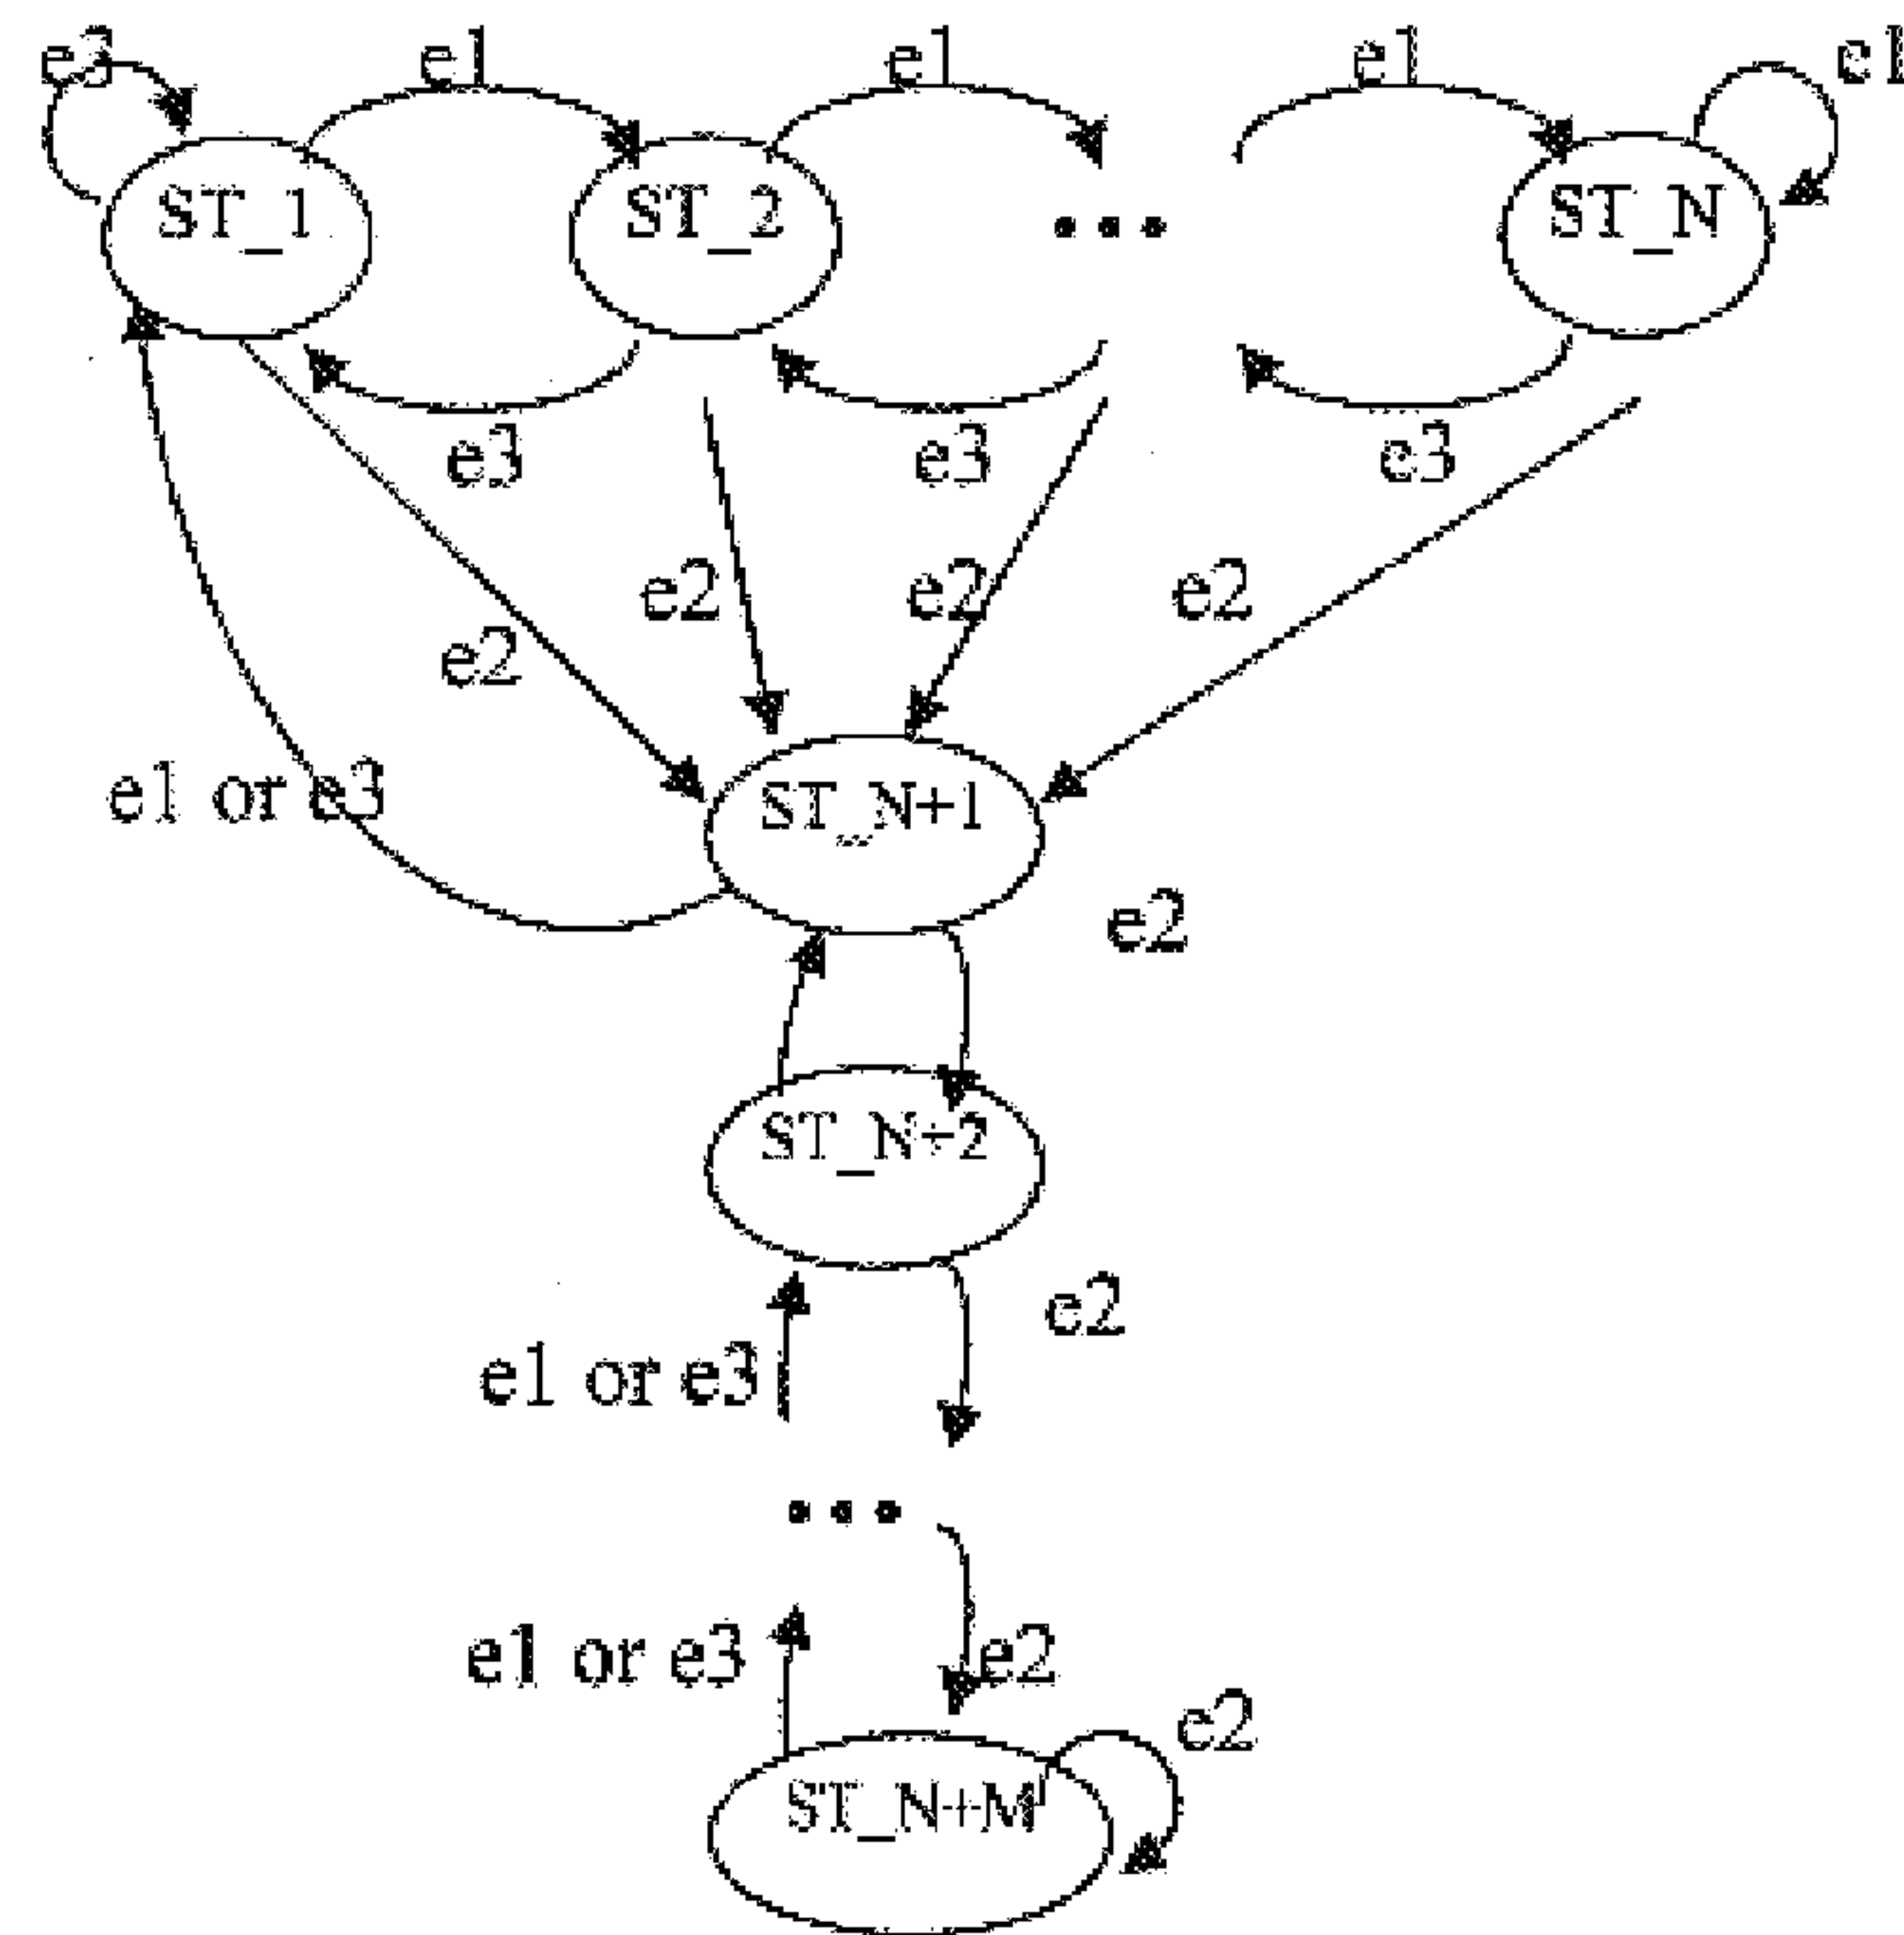 e3 e1 e1 e1 e1
ST_1 ST_2 ... ST_N
e3 e3 e3
e2 e2 e2
e2
e1 or e3
ST_N+1
e2
ST_N+2
e2
e1 or e3
...
e1 or e3 e2
e2
ST_N+M